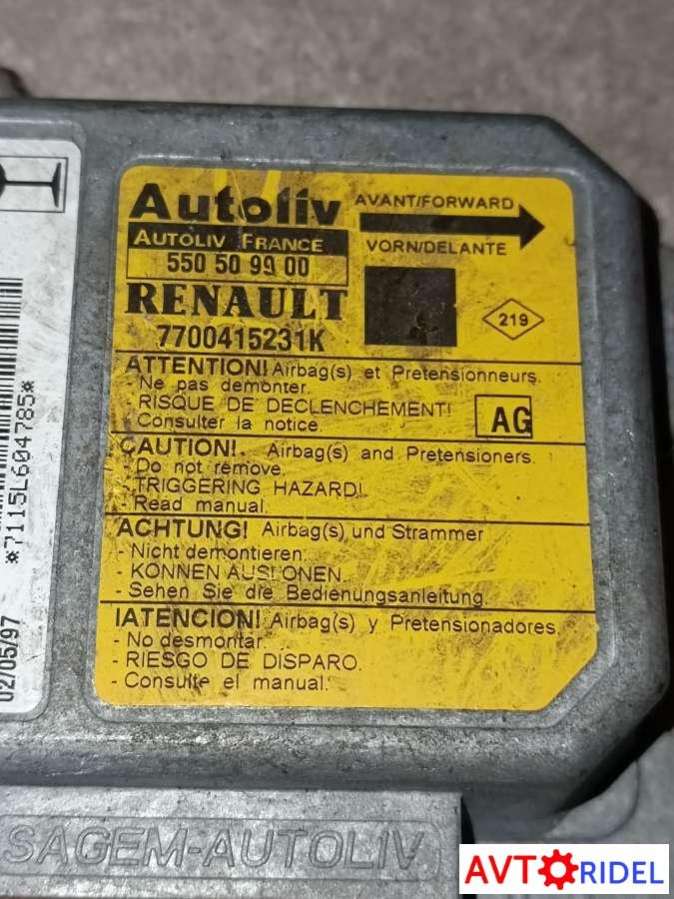 Autoliv
AUTOLIV FRANCE
550 50 99 00
RENAULT
7700415231K
AVANT/FORWARD
VORN/DELANTE
219
ATTENTION! Airbag(s) et Pretensionneurs.
- Ne pas demonter.
- RISQUE DE DECLENCHEMENT!
- Consulter la notice.
AG
CAUTION! Airbag(s) and Pretensioners.
- Do not remove.
- TRIGGERING HAZARD!
- Read manual.
ACHTUNG! Airbag(s) und Strammer
- Nicht demontieren.
- KONNEN AUSLONEN.
- Sehen Sie die Bedienungsanleitung.
!ATENCION! Airbag(s) y Pretensionadores.
- No desmontar.
- RIESGO DE DISPARO.
- Consulte el manual.
*7115L604785*
02/05/97
SAGEM-AUTOLIV
AVTORIDEL